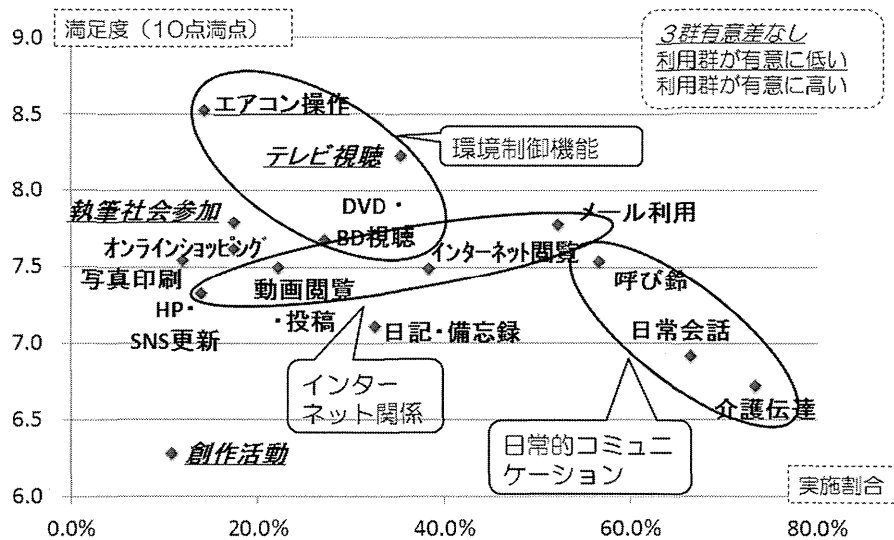 満足度（10点満点）
9.0
8.5
8.0
7.5
7.0
6.5
6.0
3群有意差なし
利用群が有意に低い
利用群が有意に高い
エアコン操作
環境制御機能
テレビ視聴
DVD・
BD視聴
執筆社会参加
オンラインショッピング
写真印刷
HP・
SNS更新
メール利用
インターネット閲覧
動画閲覧
・投稿
呼び鈴
日常会話
日記・備忘録
介護伝達
インター
ネット関係
日常的コミュニ
ケーション
創作活動
実施割合
0.0%
20.0%
40.0%
60.0%
80.0%